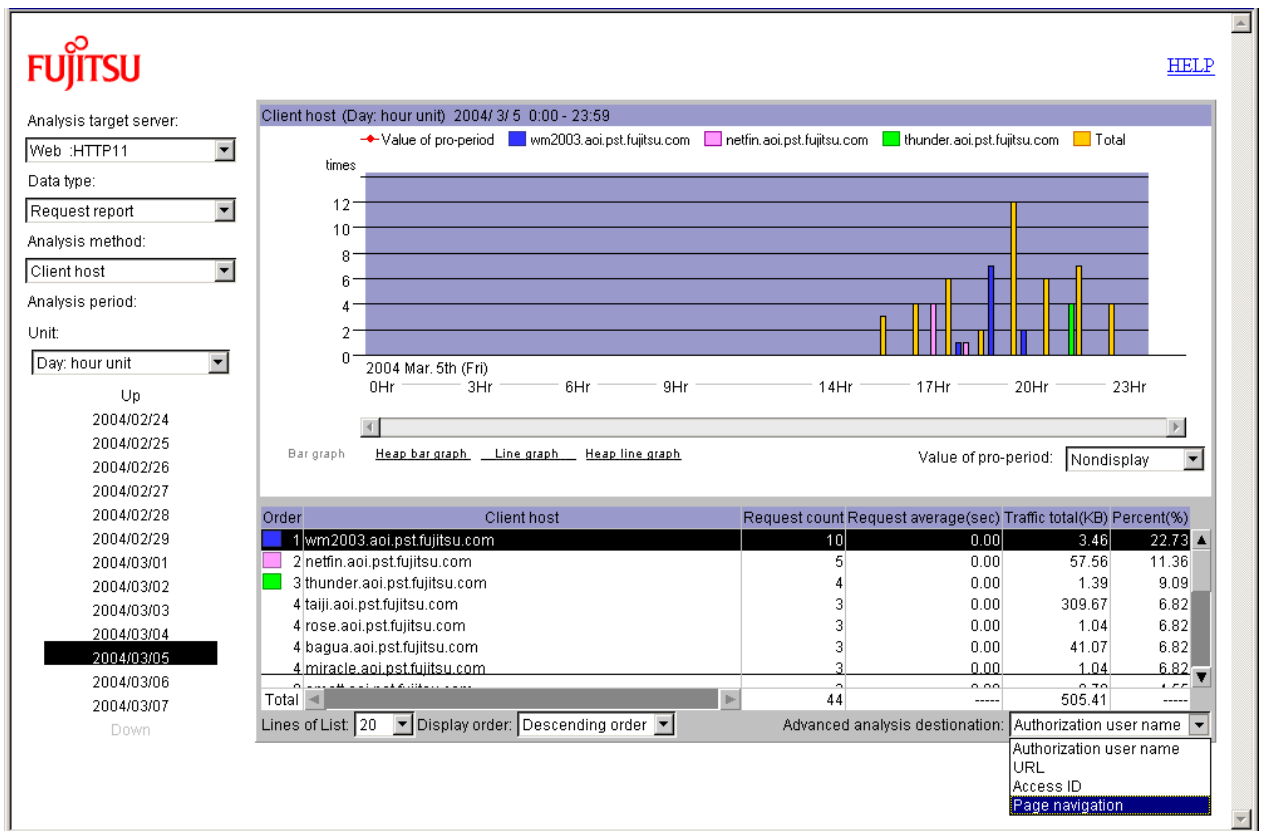 FUJITSU
HELP
Analysis target server:
Web :HTTP11
Data type:
Request report
Analysis method:
Client host
Analysis period:
Unit:
Day: hour unit
Up
2004/02/24
2004/02/25
2004/02/26
2004/02/27
2004/02/28
2004/02/29
2004/03/01
2004/03/02
2004/03/03
2004/03/04
2004/03/05
2004/03/06
2004/03/07
Down
Client host (Day: hour unit) 2004/ 3/ 5 0:00 - 23:59
Value of pro-period wm2003.aoi.pst.fujitsu.com netfin.aoi.pst.fujitsu.com thunder.aoi.pst.fujitsu.com Total
times
12
10
8
6
4
2
0
2004 Mar. 5th (Fri)
0Hr 3Hr 6Hr 9Hr 14Hr 17Hr 20Hr 23Hr
Bar graph Heap bar graph Line graph Heap line graph Value of pro-period: Nondisplay
Order Client host Request count Request average(sec) Traffic total(KB) Percent(%)
1 wm2003.aoi.pst.fujitsu.com 10 0.00 3.46 22.73
2 netfin.aoi.pst.fujitsu.com 5 0.00 57.56 11.36
3 thunder.aoi.pst.fujitsu.com 4 0.00 1.39 9.09
4 taiji.aoi.pst.fujitsu.com 3 0.00 309.67 6.82
4 rose.aoi.pst.fujitsu.com 3 0.00 1.04 6.82
4 bagua.aoi.pst.fujitsu.com 3 0.00 41.07 6.82
4 miracle.aoi.pst.fujitsu.com 3 0.00 1.04 6.82
Total 44 ----- 505.41 -----
Lines of List: 20 Display order: Descending order Advanced analysis destionation: Authorization user name
Authorization user name
URL
Access ID
Page navigation